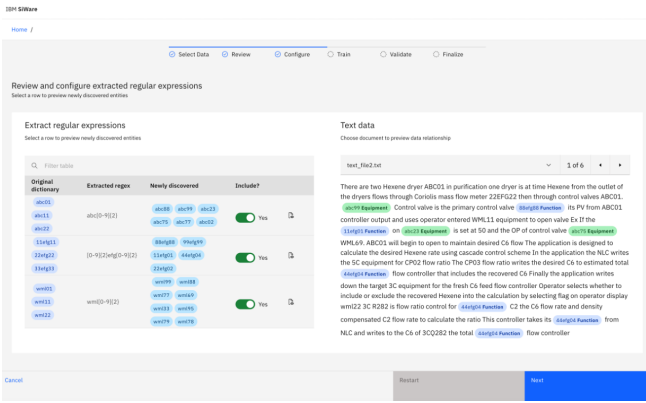 IBM SiWare
Home /
Select Data Review Configure Train Validate Finalize
Review and configure extracted regular expressions
Select a row to preview newly discovered entities
Extract regular expressions
Select a row to preview newly discovered entities
Filter table
Original dictionary Extracted regex Newly discovered Include?
abc01
abc11
abc22
abc[0-9]{2}
abc88 abc99 abc23
abc75 abc77 abc02
Yes
11efg11
22efg22
33efg33
[0-9]{2}efg[0-9]{2}
88efg88 99efg99
11efg01 44efg04
22efg02
Yes
wml01
wml11
wml22
wml[0-9]{2}
wml99 wml88
wml77 wml69
wml33 wml95
wml79 wml78
Yes
Text data
Choose document to preview data relationship
text_file2.txt 1 of 6
There are two Hexene dryer ABC01 in purification one dryer is at time Hexene from the outlet of
the dryers flows through Coriolis mass flow meter 22EFG22 then through control valves ABC01.
abc99 Equipment Control valve is the primary control valve 88efg08 Function its PV from ABC01
controller output and uses operator entered WML11 equipment to open valve Ex If the
11efg01 Function on abc23 Equipment is set at 50 and the OP of control valve abc75 Equipment
WML69. ABC01 will begin to open to maintain desired C6 flow The application is designed to
calculate the desired Hexene rate using cascade control scheme In the application the NLC writes
the 5C equipment for CP02 flow ratio The CP03 flow ratio writes the desired C6 to estimated total
44efg04 Function flow controller that includes the recovered C6 Finally the application writes
down the target 3C equipment for the fresh C6 feed flow controller Operator selects whether to
include or exclude the recovered Hexene into the calculation by selecting flag on operator display
wml22 3C R282 is flow ratio control for 44efg04 Function C2 the C6 flow rate and density
compensated C2 flow rate to calculate the ratio This controller takes its 44efg04 Function from
NLC and writes to the C6 of 3CQ282 the total 44efg04 Function flow controller
Cancel Restart Next